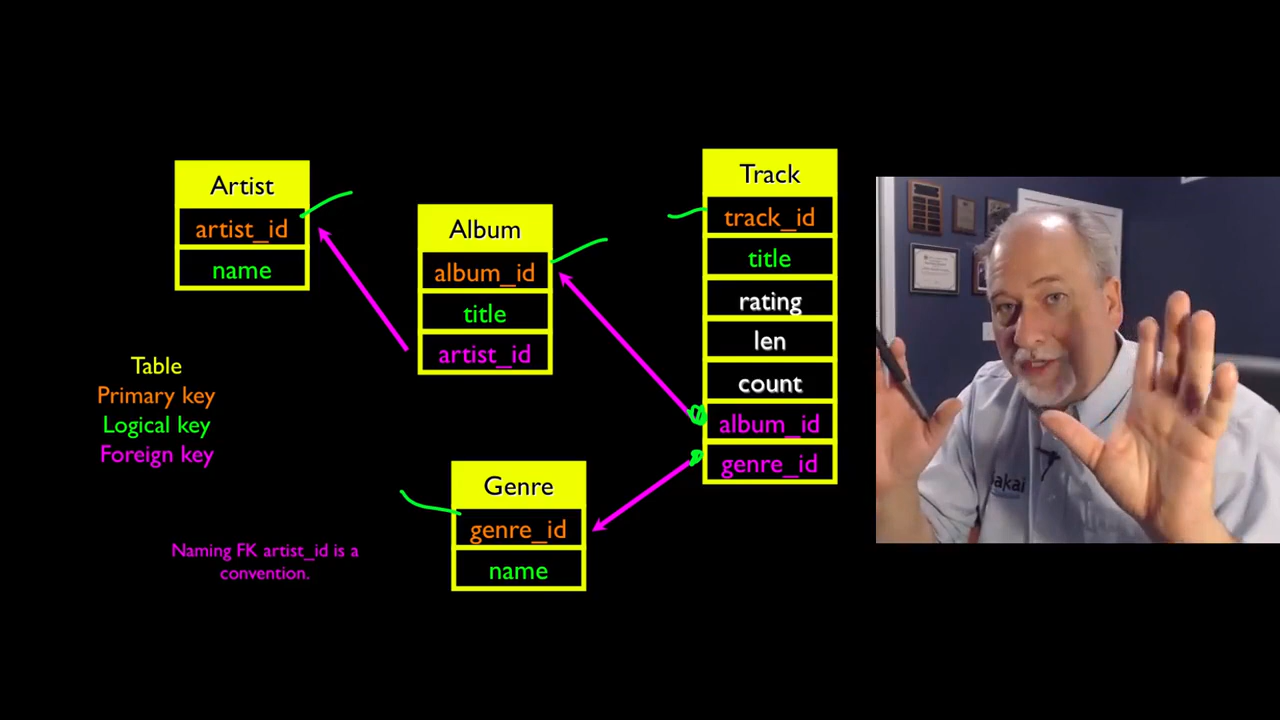 Artist
artist_id
name
Album
album_id
title
artist_id
Track
track_id
title
rating
len
count
album_id
genre_id
Table
Primary key
Logical key
Foreign key
Genre
genre_id
name
Naming FK artist_id is a
convention.
akai